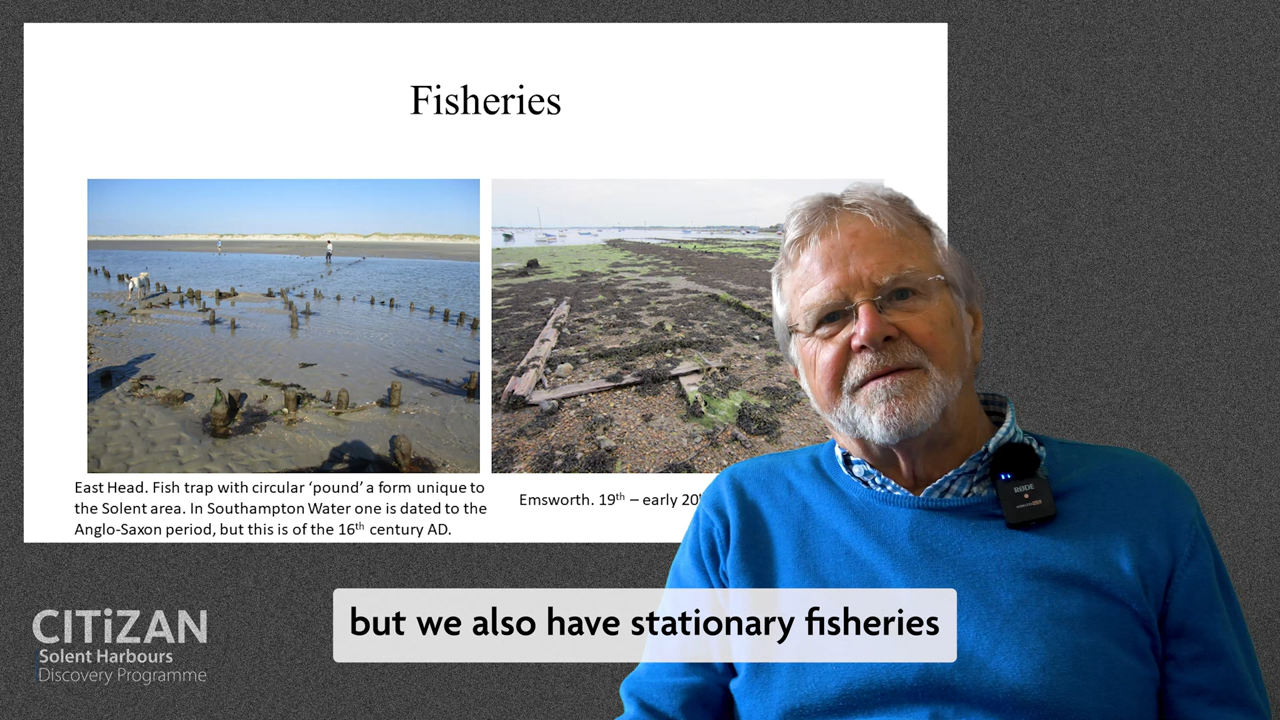 Fisheries
East Head. Fish trap with circular ‘pound’ a form unique to
the Solent area. In Southampton Water one is dated to the
Anglo-Saxon period, but this is of the 16th century AD.
Emsworth. 19th – early 20
but we also have stationary fisheries
CITiZAN
Solent Harbours
Discovery Programme
RØDE